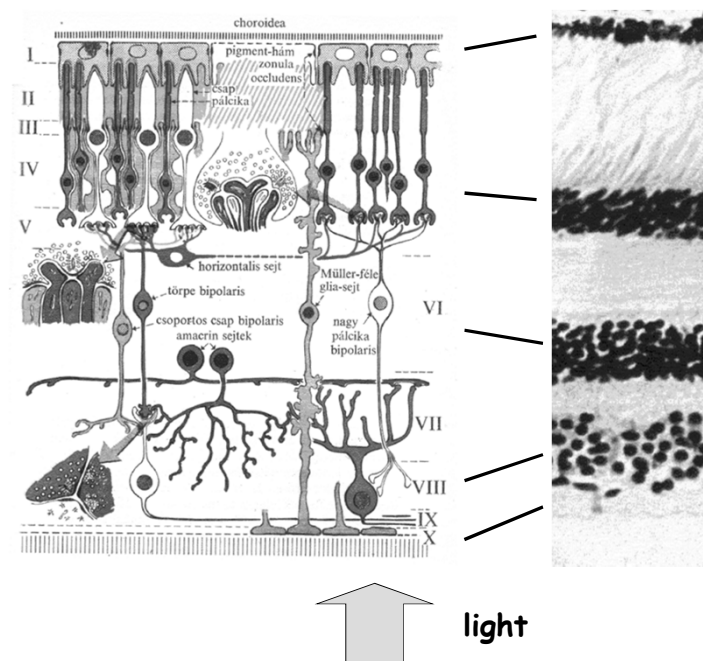 choroidea
I
pigment-hám
zonula
occludens
II
csap
pálcika
III
IV
V
horizontalis sejt
törpe bipolaris
Müller-féle
glia-sejt
VI
csoportos csap bipolaris
amacrin sejtek
nagy
pálcika
bipolaris
VII
VIII
IX
X
light